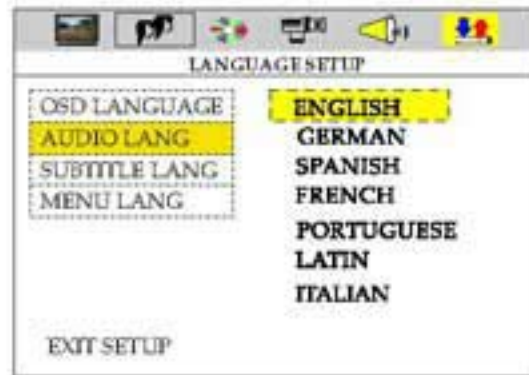 LANGUAGE SETUP
OSD LANGUAGE
AUDIO LANG
SUBTITLE LANG
MENU LANG
ENGLISH
GERMAN
SPANISH
FRENCH
PORTUGUESE
LATIN
ITALIAN
EXIT SETUP